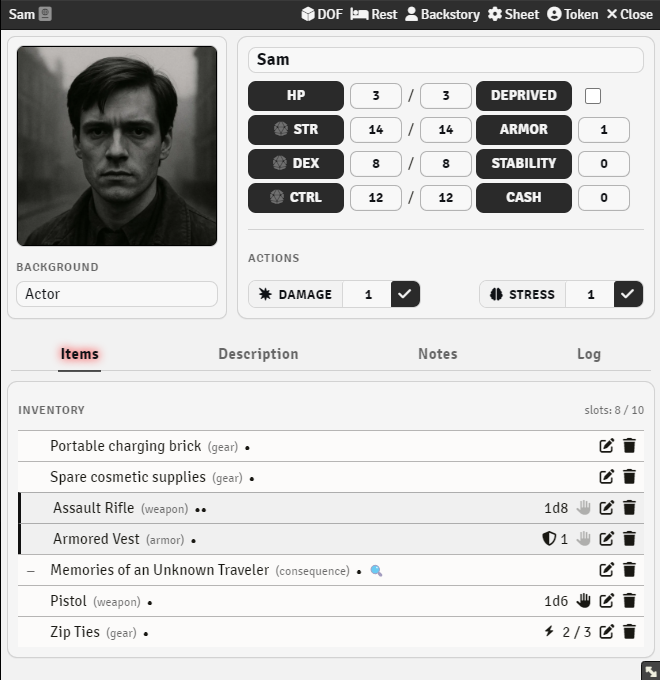 Sam DOF Rest Backstory Sheet Token Close
Sam
HP 3 / 3 DEPRIVED
STR 14 / 14 ARMOR 1
DEX 8 / 8 STABILITY 0
CTRL 12 / 12 CASH 0
BACKGROUND
Actor
ACTIONS
DAMAGE 1 STRESS 1
Items Description Notes Log
INVENTORY slots: 8 / 10
Portable charging brick (gear) •
Spare cosmetic supplies (gear) •
Assault Rifle (weapon) •• 1d8
Armored Vest (armor) • 1
– Memories of an Unknown Traveler (consequence) •
Pistol (weapon) • 1d6
Zip Ties (gear) • 2 / 3